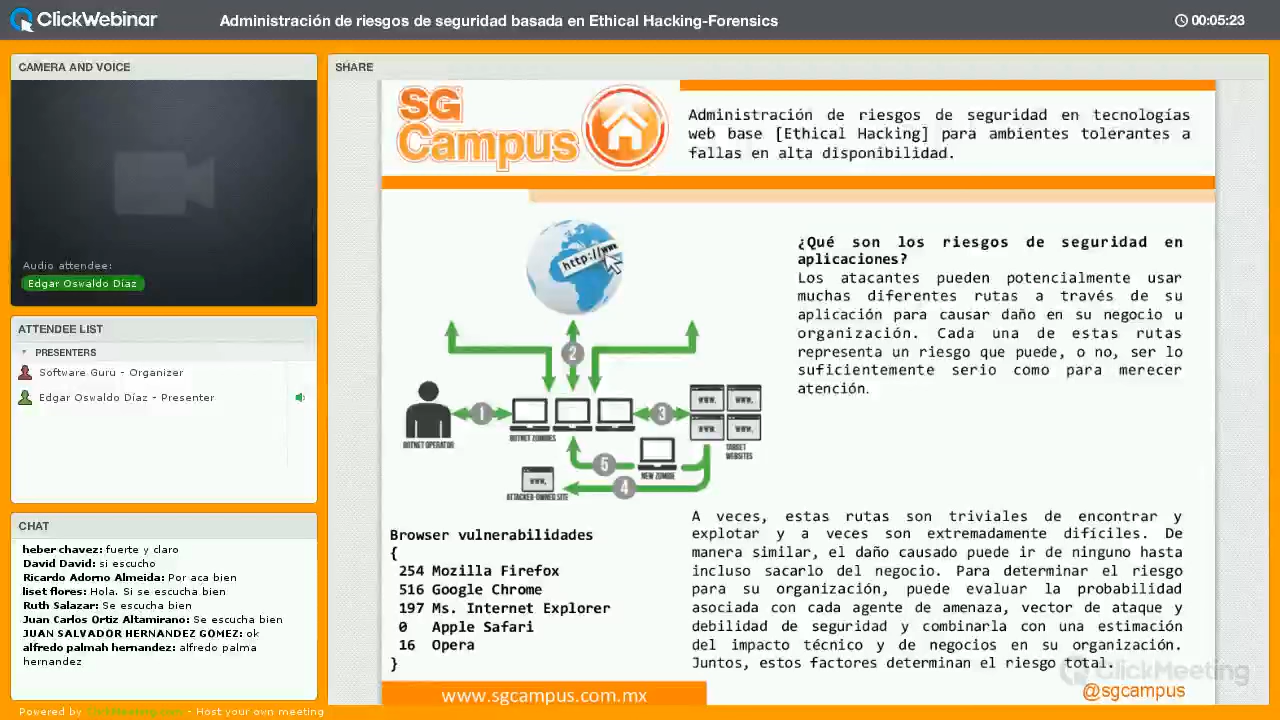 ClickWebinar
Administración de riesgos de seguridad basada en Ethical Hacking-Forensics
00:05:23
CAMERA AND VOICE
Audio attendee:
Edgar Oswaldo Díaz
ATTENDEE LIST
PRESENTERS
Software Guru - Organizer
Edgar Oswaldo Díaz - Presenter
CHAT
heber chavez: fuerte y claro
David David: si escucho
Ricardo Adorno Almeida: Por aca bien
liset flores: Hola. Si se escucha bien
Ruth Salazar: Se escucha bien
Juan Carlos Ortiz Altamirano: Se escucha bien
JUAN SALVADOR HERNANDEZ GOMEZ: ok
alfredo palmah hernandez: alfredo palma
hernandez
Powered by ClickMeeting.com - Host your own meeting
SHARE
SG
Campus
Administración de riesgos de seguridad en tecnologías
web base [Ethical Hacking] para ambientes tolerantes a
fallas en alta disponibilidad.
http://www
2
1
3
BOTNET OPERATOR
BOTNET ZOMBIES
www.
www.
www.
www.
TARGET
WEBSITES
5
NEW ZOMBIE
www.
4
ATTACKER-OWNED SITE
¿Qué son los riesgos de seguridad en
aplicaciones?
Los atacantes pueden potencialmente usar
muchas diferentes rutas a través de su
aplicación para causar daño en su negocio u
organización. Cada una de estas rutas
representa un riesgo que puede, o no, ser lo
suficientemente serio como para merecer
atención.
Browser vulnerabilidades
{
254 Mozilla Firefox
516 Google Chrome
197 Ms. Internet Explorer
0 Apple Safari
16 Opera
}
A veces, estas rutas son triviales de encontrar y
explotar y a veces son extremadamente difíciles. De
manera similar, el daño causado puede ir de ninguno hasta
incluso sacarlo del negocio. Para determinar el riesgo
para su organización, puede evaluar la probabilidad
asociada con cada agente de amenaza, vector de ataque y
debilidad de seguridad y combinarla con una estimación
del impacto técnico y de negocios en su organización.
Juntos, estos factores determinan el riesgo total.
ClickMeeting
www.sgcampus.com.mx
@sgcampus